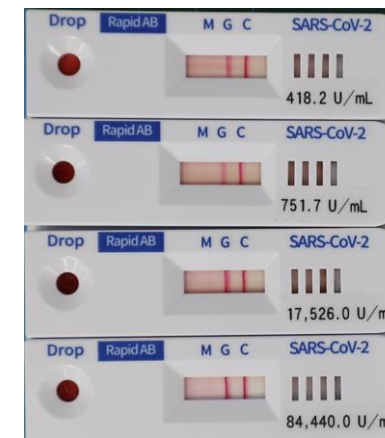 Drop Rapid AB M G C SARS-CoV-2
418.2 U/mL
Drop Rapid AB M G C SARS-CoV-2
751.7 U/mL
Drop Rapid AB M G C SARS-CoV-2
17,526.0 U/m
Drop Rapid AB M G C SARS-CoV-2
84,440.0 U/m